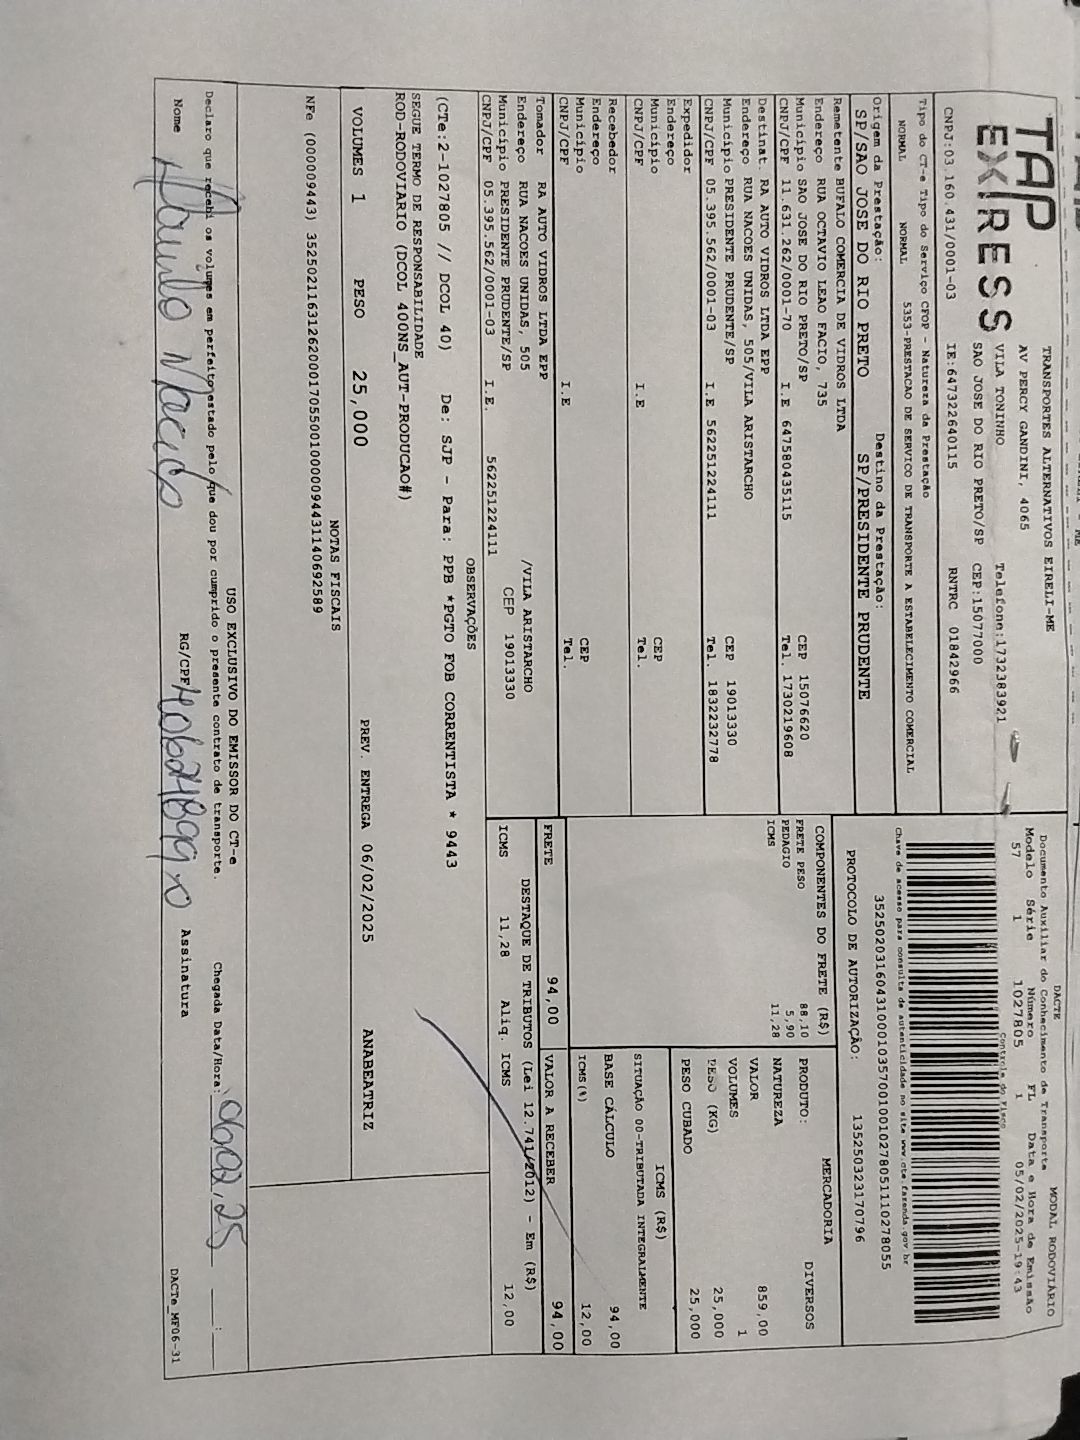 TAP
EXPRESS
TRANSPORTES ALTERNATIVOS EIRELI-ME
AV PERCY GANDINI, 4065
VILA TONINHO Telefone:1732383921
SAO JOSE DO RIO PRETO/SP CEP:15077000
CNPJ:03.160.431/0001-03 IE:647322640115 RNTRC 01842966
DACTE MODAL RODOVIÁRIO
Documento Auxiliar do Conhecimento de Transporte
Modelo Série Número FL Data e Hora de Emissão
57 1 1027805 1 05/02/2025-19:43
Controle do Fisco
Chave de acesso para consulta de autenticidade no site www.cte.fazenda.gov.br
35250203160431000103570010010278051110278055
PROTOCOLO DE AUTORIZAÇÃO: 135250323170796
Tipo do CT-e Tipo do Serviço CFOP - Natureza da Prestação
NORMAL NORMAL 5353-PRESTACAO DE SERVICO DE TRANSPORTE A ESTABELECIMENTO COMERCIAL
Origem da Prestação: Destino da Prestação:
SP/SAO JOSE DO RIO PRETO SP/PRESIDENTE PRUDENTE
Remetente BUFALO COMERCIA DE VIDROS LTDA
Endereço RUA OCTAVIO LEAO FACIO, 735
Município SAO JOSE DO RIO PRETO/SP CEP 15076620
CNPJ/CPF 11.631.262/0001-70 I.E 647580435115 Tel. 1730219608
Destinat. RA AUTO VIDROS LTDA EPP
Endereço RUA NACOES UNIDAS, 505/VILA ARISTARCHO
Município PRESIDENTE PRUDENTE/SP CEP 19013330
CNPJ/CPF 05.395.562/0001-03 I.E 562251224111 Tel. 1832232778
Expedidor
Endereço
Município CEP
CNPJ/CPF I.E Tel.
Recebedor
Endereço
Município CEP
CNPJ/CPF I.E Tel.
Tomador RA AUTO VIDROS LTDA EPP
Endereço RUA NACOES UNIDAS, 505 /VILA ARISTARCHO
Município PRESIDENTE PRUDENTE/SP CEP 19013330
CNPJ/CPF 05.395.562/0001-03 I.E. 562251224111
COMPONENTES DO FRETE (R$)
FRETE PESO 88,10
PEDAGIO 5,90
ICMS 11,28
MERCADORIA
PRODUTO: DIVERSOS
NATUREZA
VALOR 859,00
VOLUMES 1
PESO (KG) 25,000
PESO CUBADO 25,000
ICMS (R$)
SITUAÇÃO 00-TRIBUTADA INTEGRALMENTE
BASE CÁLCULO 94,00
ICMS(%) 12,00
FRETE 94,00 VALOR A RECEBER 94,00
DESTAQUE DE TRIBUTOS (Lei 12.741/2012) - Em (R$)
ICMS 11,28 Aliq. ICMS 12,00
OBSERVAÇÕES
(CTe:2-1027805 // DCOL 40) De: SJP - Para: PPB *PGTO FOB CORRENTISTA * 9443
SEGUE TERMO DE RESPONSABILIDADE
ROD-RODOVIARIO (DCOL 400NS_AUT-PRODUCAO#)
VOLUMES 1 PESO 25,000 PREV. ENTREGA 06/02/2025 ANABEATRIZ
NOTAS FISCAIS
NFe (000009443) 35250211631262000170550010000094431140692589
USO EXCLUSIVO DO EMISSOR DO CT-e
Declaro que recebi os volumes em perfeito estado pelo que dou por cumprido o presente contrato de transporte. Chegada Data/Hora: 06.02.25 __:__
Nome RG/CPF Assinatura
DACTe_MF06-31